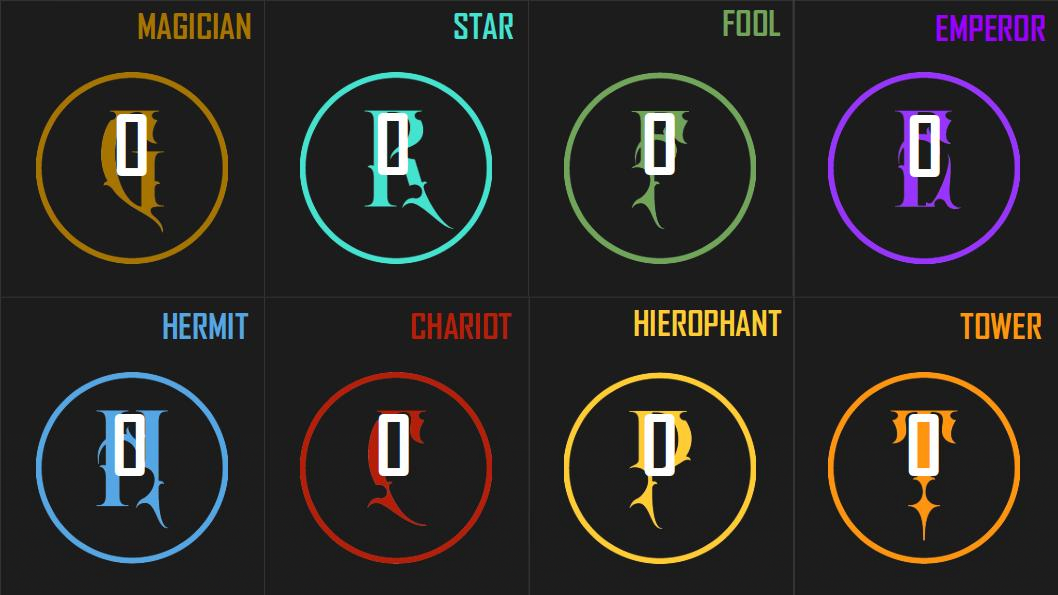 MAGICIAN
G
0
STAR
R
0
FOOL
F
0
EMPEROR
0
HERMIT
H
0
CHARIOT
C
0
HIEROPHANT
P
0
TOWER
T
0